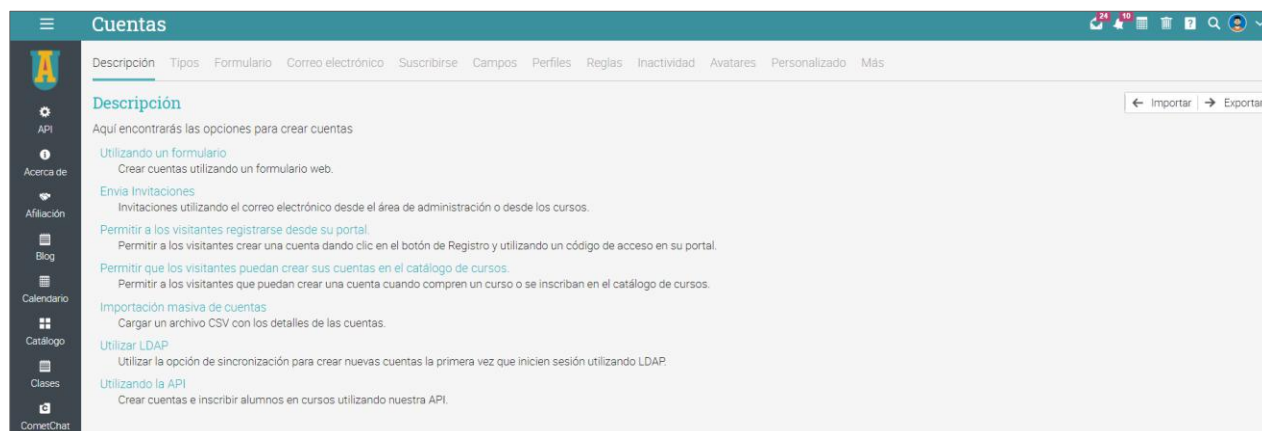 Cuentas
24
10
Descripción Tipos Formulario Correo electrónico Suscribirse Campos Perfiles Reglas Inactividad Avatares Personalizado Más
Descripción
Importar Exportar
Aquí encontrarás las opciones para crear cuentas
Utilizando un formulario
Crear cuentas utilizando un formulario web.
Envia Invitaciones
Invitaciones utilizando el correo electrónico desde el área de administración o desde los cursos.
Permitir a los visitantes registrarse desde su portal.
Permitir a los visitantes crear una cuenta dando clic en el botón de Registro y utilizando un código de acceso en su portal.
Permitir que los visitantes puedan crear sus cuentas en el catálogo de cursos.
Permitir a los visitantes que puedan crear una cuenta cuando compren un curso o se inscriban en el catálogo de cursos.
Importación masiva de cuentas
Cargar un archivo CSV con los detalles de las cuentas.
Utilizar LDAP
Utilizar la opción de sincronización para crear nuevas cuentas la primera vez que inicien sesión utilizando LDAP.
Utilizando la API
Crear cuentas e inscribir alumnos en cursos utilizando nuestra API.
A
API
Acerca de
Afiliación
Blog
Calendario
Catálogo
Clases
CometChat